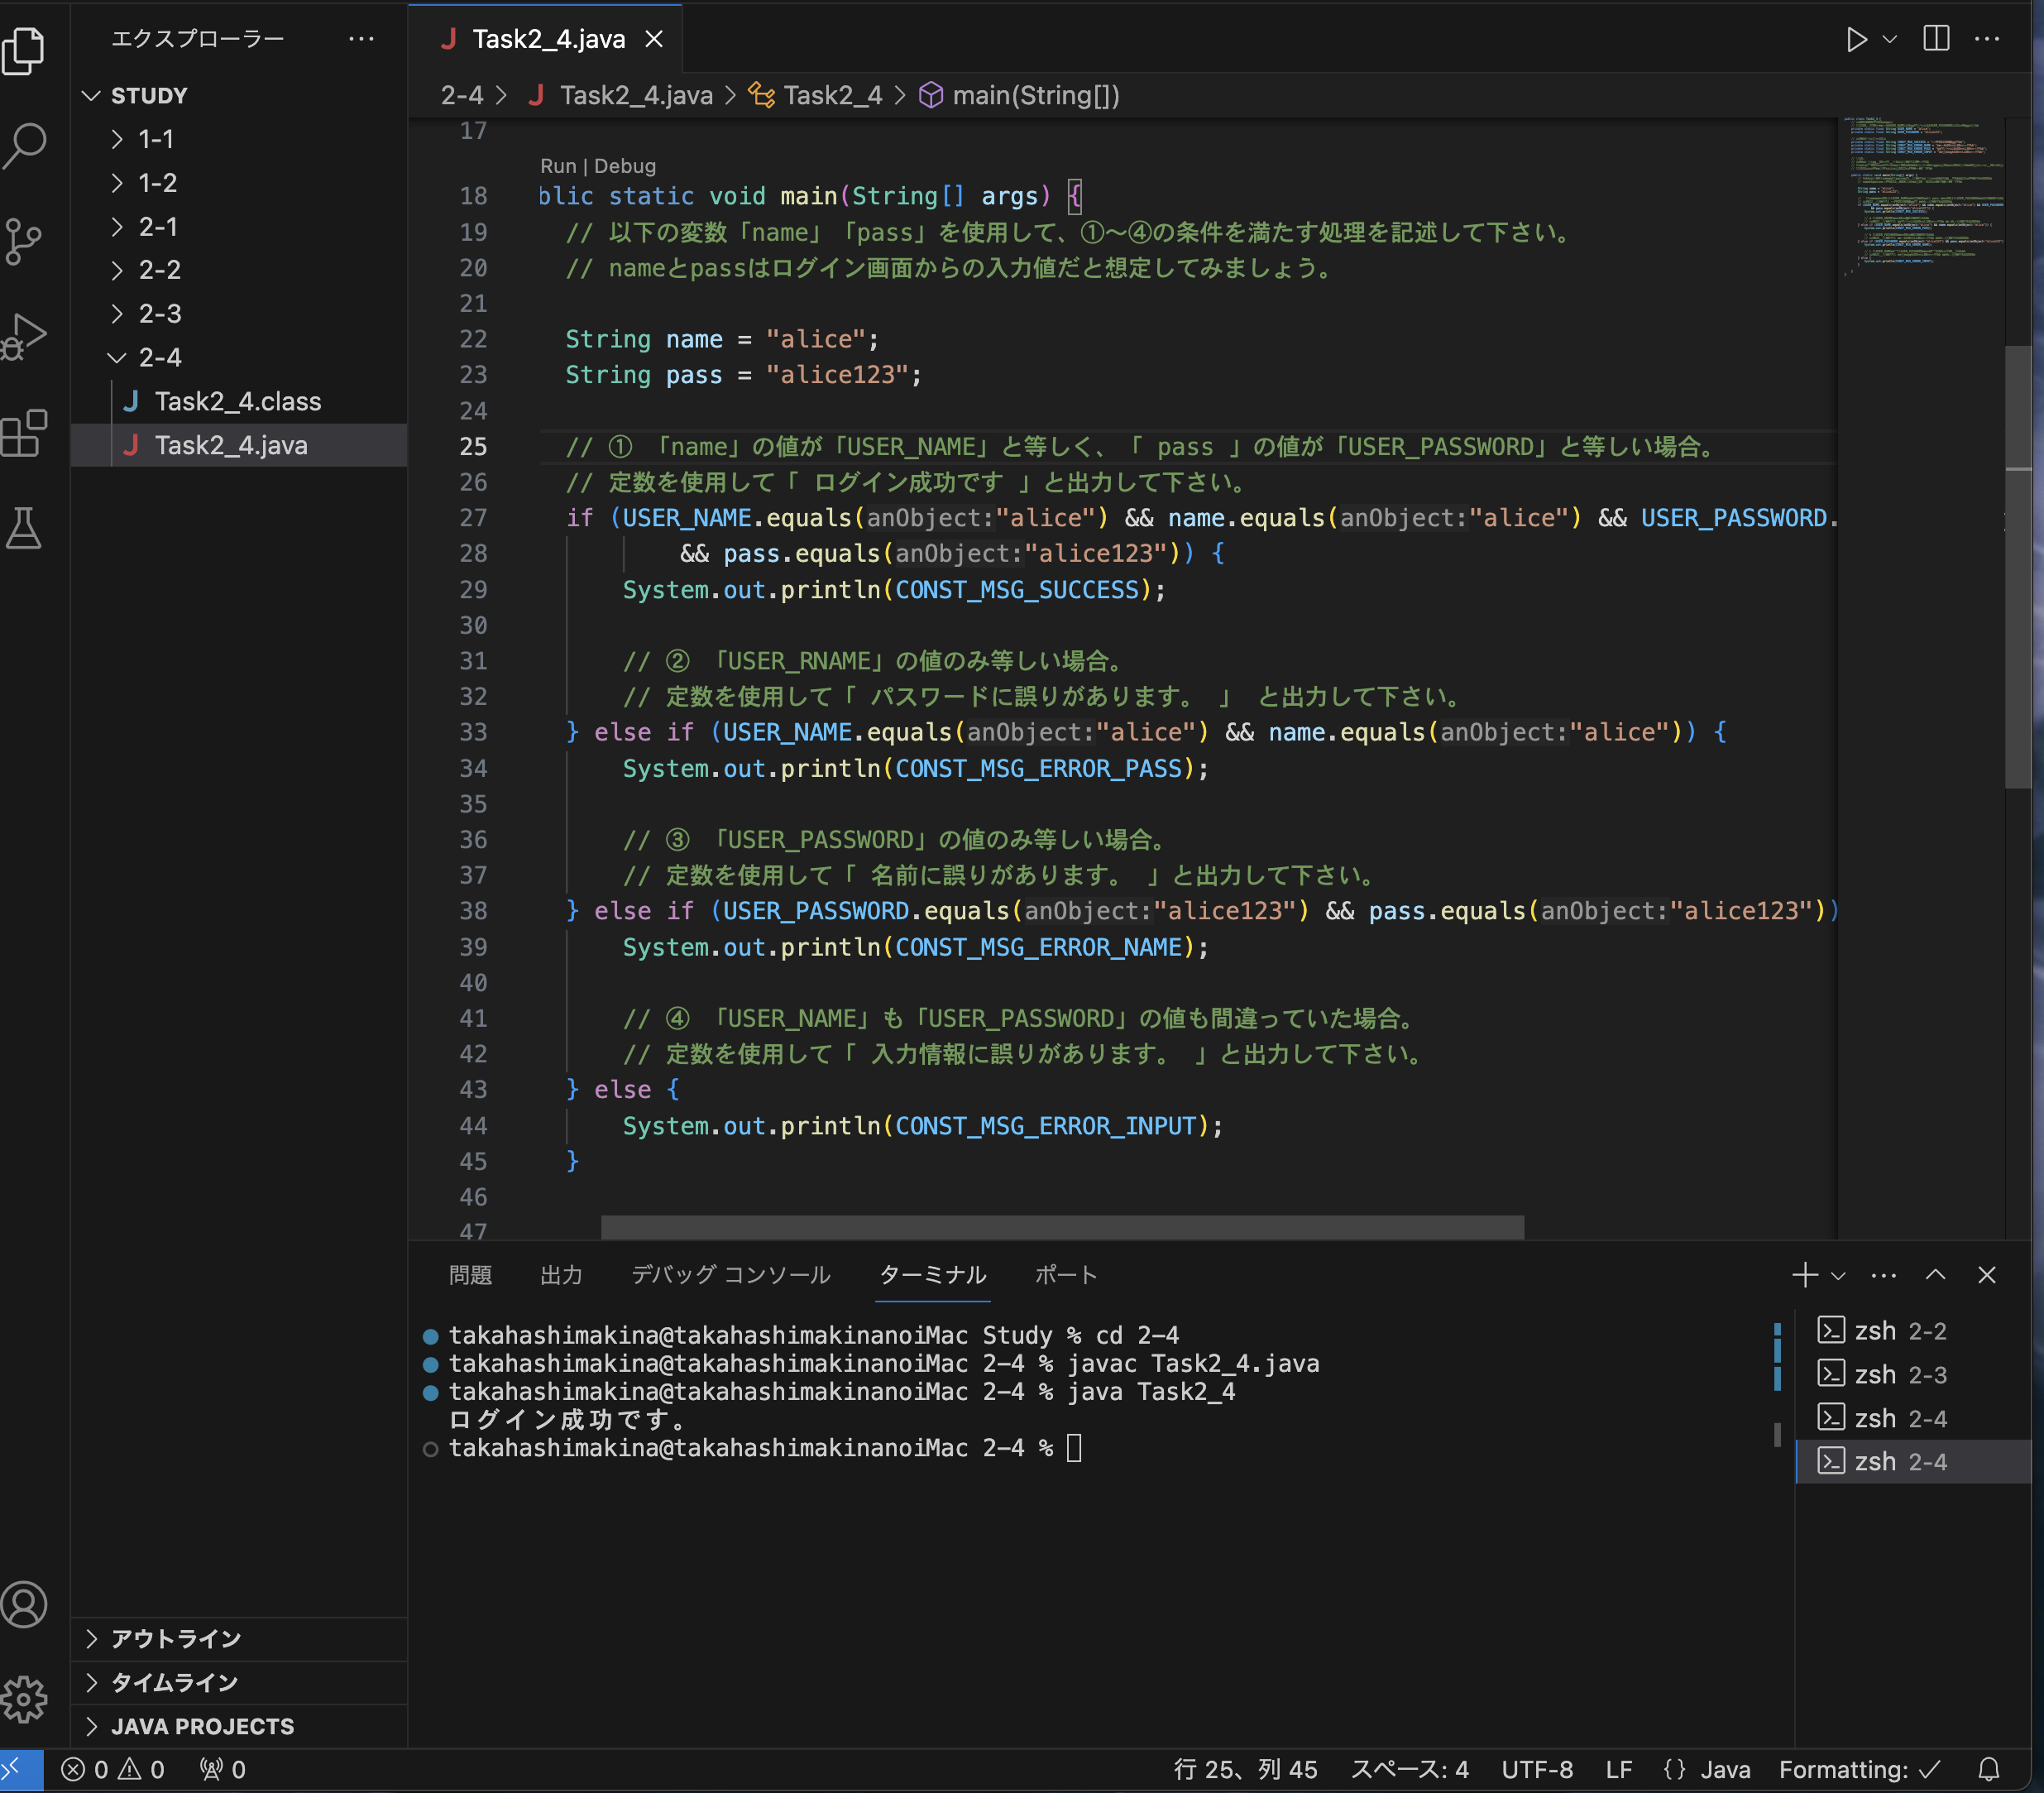 エクスプローラー
STUDY
1-1
1-2
2-1
2-2
2-3
2-4
Task2_4.class
Task2_4.java
アウトライン
タイムライン
JAVA PROJECTS
Task2_4.java
2-4 > Task2_4.java > Task2_4 > main(String[])
17
Run | Debug
18 blic static void main(String[] args) {
19 // 以下の変数「name」「pass」を使用して、①〜④の条件を満たす処理を記述して下さい。
20 // nameとpassはログイン画面からの入力値だと想定してみましょう。
21
22 String name = "alice";
23 String pass = "alice123";
24
25 // ① 「name」の値が「USER_NAME」と等しく、「 pass 」の値が「USER_PASSWORD」と等しい場合。
26 // 定数を使用して「 ログイン成功です 」と出力して下さい。
27 if (USER_NAME.equals(anObject:"alice") && name.equals(anObject:"alice") && USER_PASSWORD.
28 && pass.equals(anObject:"alice123")) {
29 System.out.println(CONST_MSG_SUCCESS);
30
31 // ② 「USER_RNAME」の値のみ等しい場合。
32 // 定数を使用して「 パスワードに誤りがあります。 」 と出力して下さい。
33 } else if (USER_NAME.equals(anObject:"alice") && name.equals(anObject:"alice")) {
34 System.out.println(CONST_MSG_ERROR_PASS);
35
36 // ③ 「USER_PASSWORD」の値のみ等しい場合。
37 // 定数を使用して「 名前に誤りがあります。 」と出力して下さい。
38 } else if (USER_PASSWORD.equals(anObject:"alice123") && pass.equals(anObject:"alice123"))
39 System.out.println(CONST_MSG_ERROR_NAME);
40
41 // ④ 「USER_NAME」も「USER_PASSWORD」の値も間違っていた場合。
42 // 定数を使用して「 入力情報に誤りがあります。 」と出力して下さい。
43 } else {
44 System.out.println(CONST_MSG_ERROR_INPUT);
45 }
46
47
問題 出力 デバッグ コンソール ターミナル ポート
takahashimakina@takahashimakinanoiMac Study % cd 2-4
takahashimakina@takahashimakinanoiMac 2-4 % javac Task2_4.java
takahashimakina@takahashimakinanoiMac 2-4 % java Task2_4
ログイン成功です。
takahashimakina@takahashimakinanoiMac 2-4 %
zsh 2-2
zsh 2-3
zsh 2-4
zsh 2-4
0 0 0 行 25、列 45 スペース: 4 UTF-8 LF {} Java Formatting: ✓